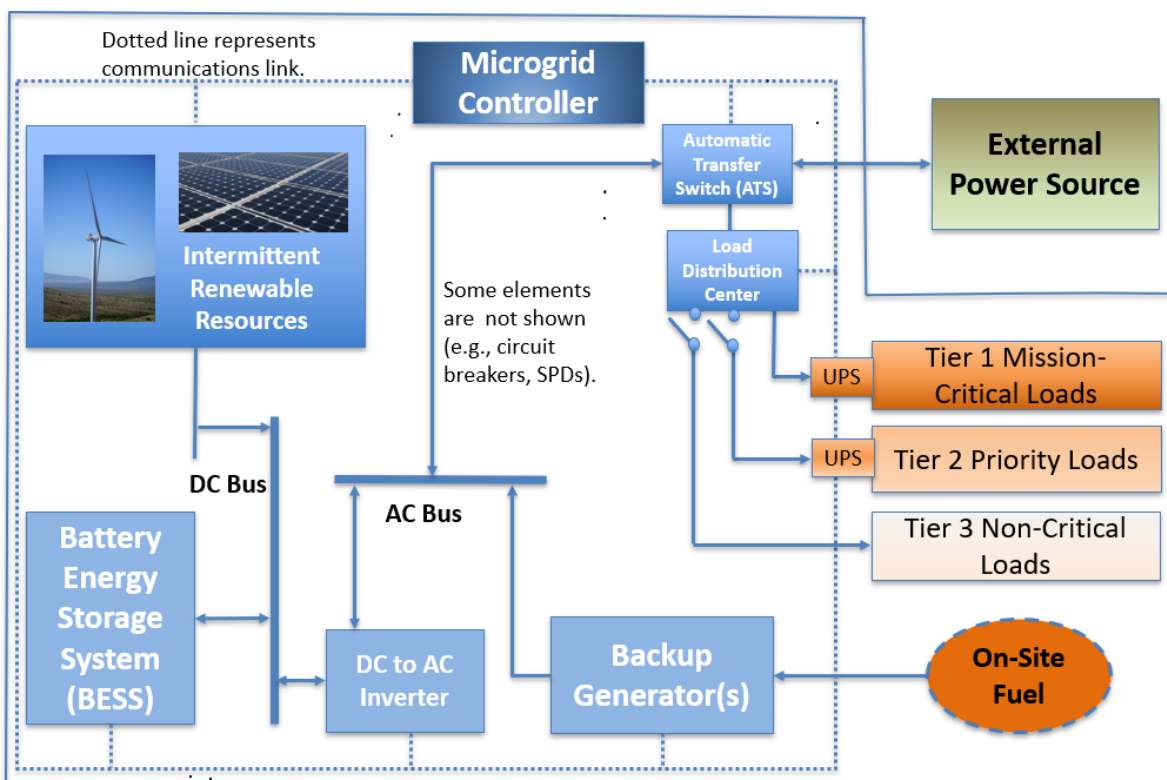 Dotted line represents
communications link.
Microgrid
Controller
External
Power Source
Automatic
Transfer
Switch (ATS)
Intermittent
Renewable
Resources
Load
Distribution
Center
Some elements
are not shown
(e.g., circuit
breakers, SPDs).
UPS
Tier 1 Mission-
Critical Loads
UPS
Tier 2 Priority Loads
DC Bus
AC Bus
Tier 3 Non-Critical
Loads
Battery
Energy
Storage
System
(BESS)
DC to AC
Inverter
Backup
Generator(s)
On-Site
Fuel